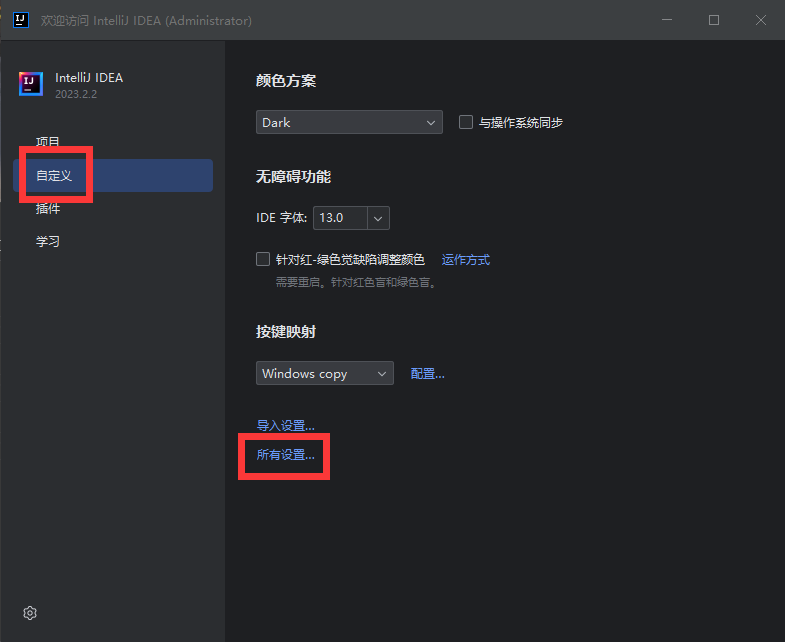 欢迎访问 IntelliJ IDEA (Administrator)
IntelliJ IDEA
2023.2.2
项目
自定义
插件
学习
颜色方案
Dark
与操作系统同步
无障碍功能
IDE 字体: 13.0
针对红-绿色觉缺陷调整颜色 运作方式
需要重启。针对红色盲和绿色盲。
按键映射
Windows copy 配置...
导入设置...
所有设置...